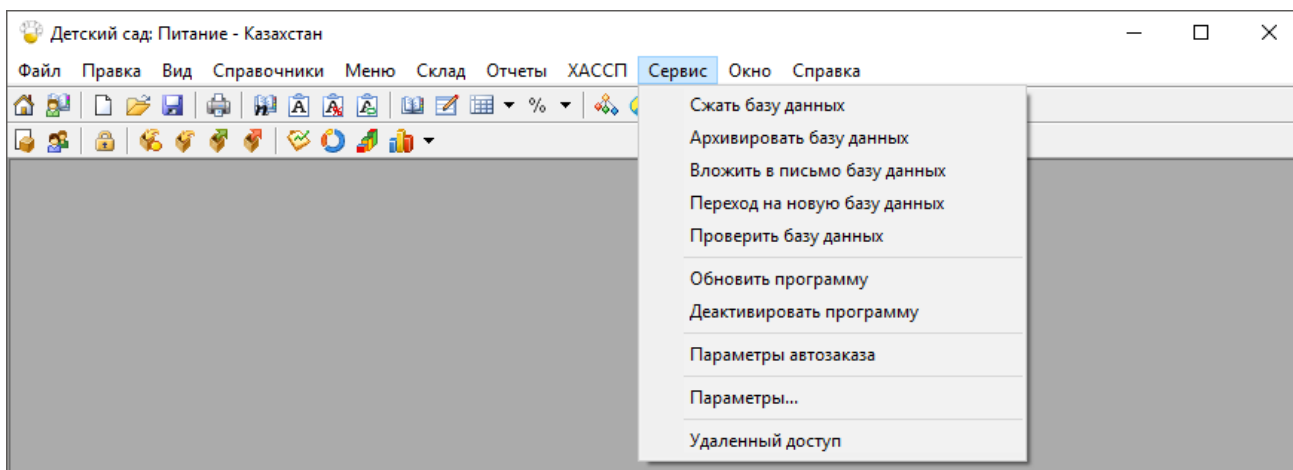 Детский сад: Питание - Казахстан
Файл Правка Вид Справочники Меню Склад Отчеты ХАССП Сервис Окно Справка
Сжать базу данных
Архивировать базу данных
Вложить в письмо базу данных
Переход на новую базу данных
Проверить базу данных
Обновить программу
Деактивировать программу
Параметры автозаказа
Параметры...
Удаленный доступ